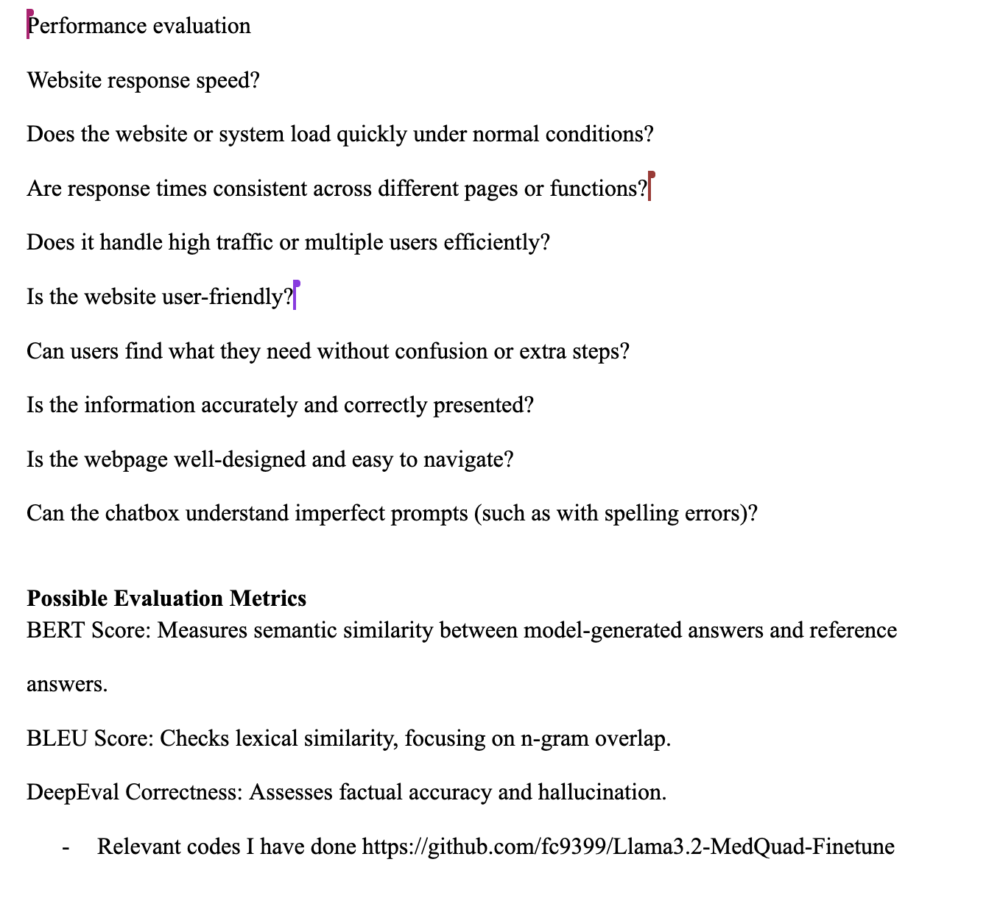 Performance evaluation
Website response speed?
Does the website or system load quickly under normal conditions?
Are response times consistent across different pages or functions?
Does it handle high traffic or multiple users efficiently?
Is the website user-friendly?
Can users find what they need without confusion or extra steps?
Is the information accurately and correctly presented?
Is the webpage well-designed and easy to navigate?
Can the chatbox understand imperfect prompts (such as with spelling errors)?
Possible Evaluation Metrics
BERT Score: Measures semantic similarity between model-generated answers and reference
answers.
BLEU Score: Checks lexical similarity, focusing on n-gram overlap.
DeepEval Correctness: Assesses factual accuracy and hallucination.
- Relevant codes I have done https://github.com/fc9399/Llama3.2-MedQuad-Finetune